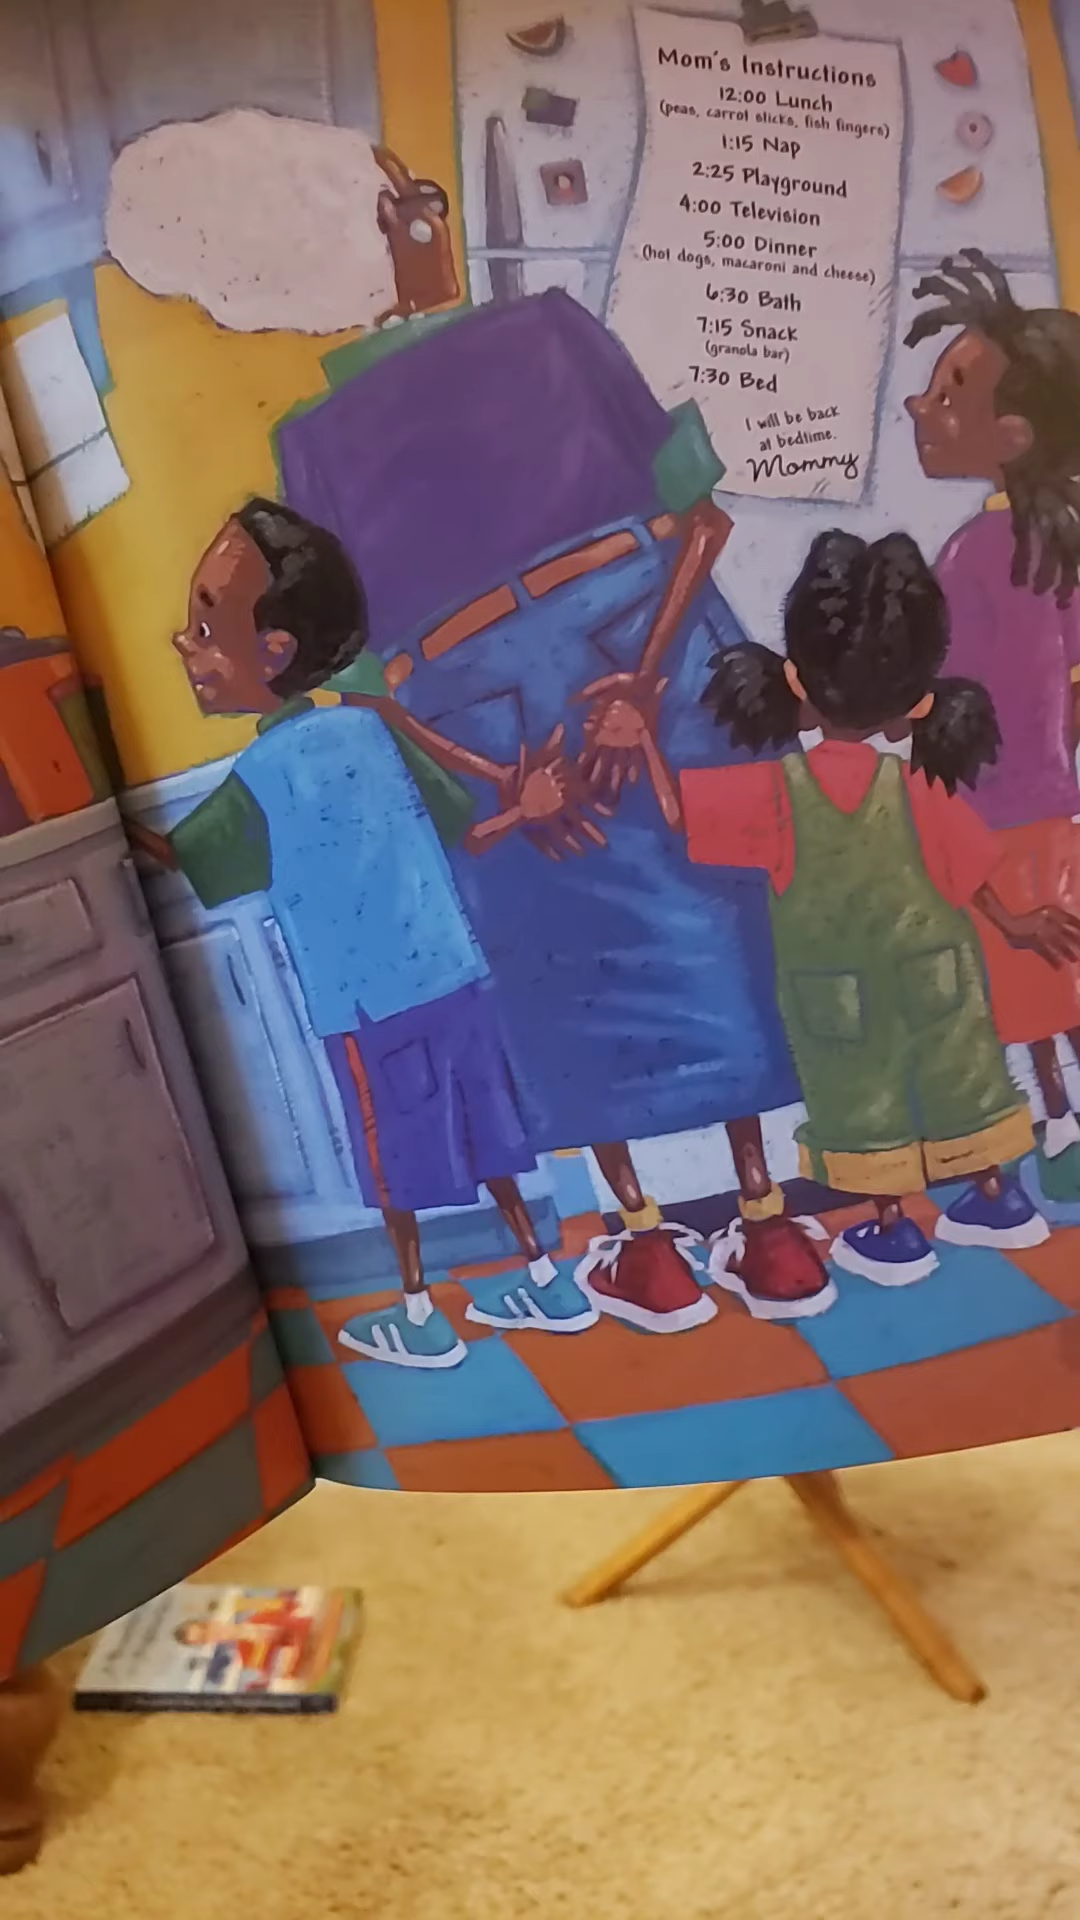 Mom's Instructions
12:00 Lunch
(peas, carrot sticks, fish fingers)
1:15 Nap
2:25 Playground
4:00 Television
5:00 Dinner
(hot dogs, macaroni and cheese)
6:30 Bath
7:15 Snack
(granola bar)
7:30 Bed
I will be back
at bedtime.
Mommy